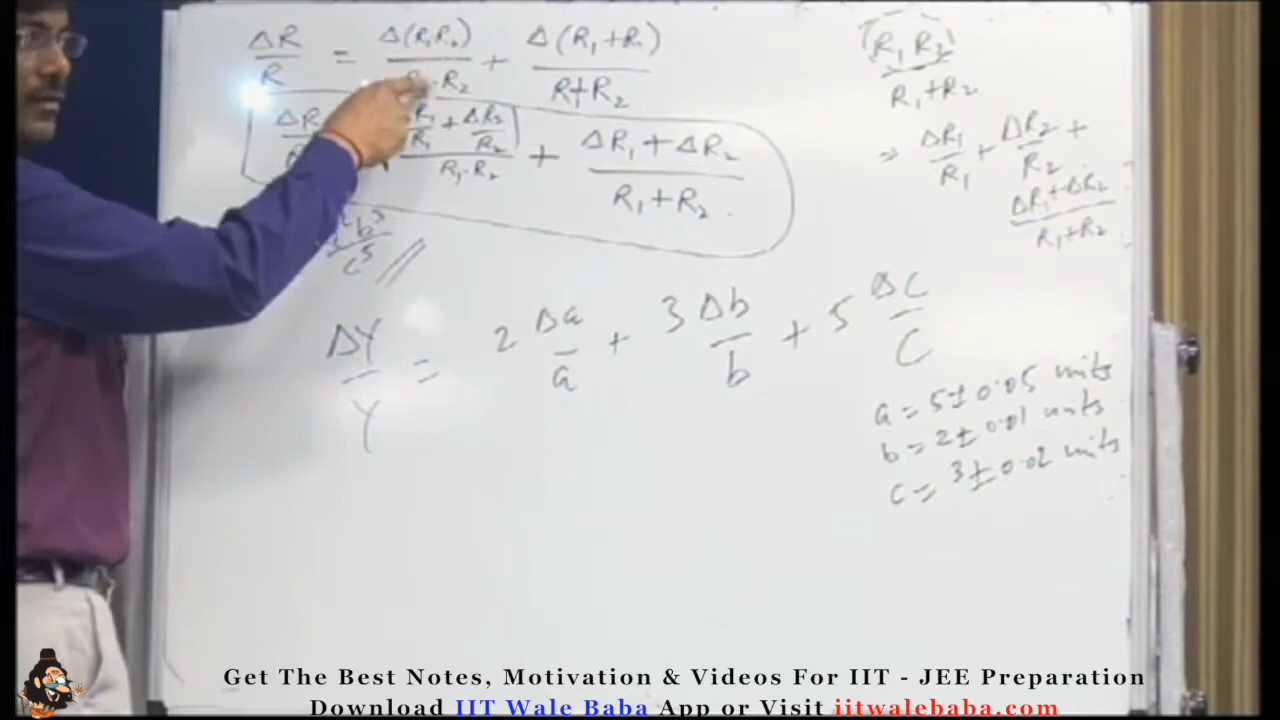 ΔR/R = Δ(R₁R₂)/(R₁·R₂) + Δ(R₁+R₂)/(R+R₂)
R₁/R₁ + ΔR₂/R₂ / R₁·R₂ + (ΔR₁+ΔR₂)/(R₁+R₂).
R₁R₂/(R₁+R₂)
⇒ ΔR₁/R₁ + ΔR₂/R₂ +
(ΔR₁+ΔR₂)/(R₁+R₂)
b³/c⁵
ΔY/Y = 2 Δa/a + 3 Δb/b + 5 ΔC/C
a = 5±0.05 units
b = 2±0.01 units
c = 3±0.02 units
Get The Best Notes, Motivation & Videos For IIT - JEE Preparation
Download IIT Wale Baba App or Visit iitwalebaba.com